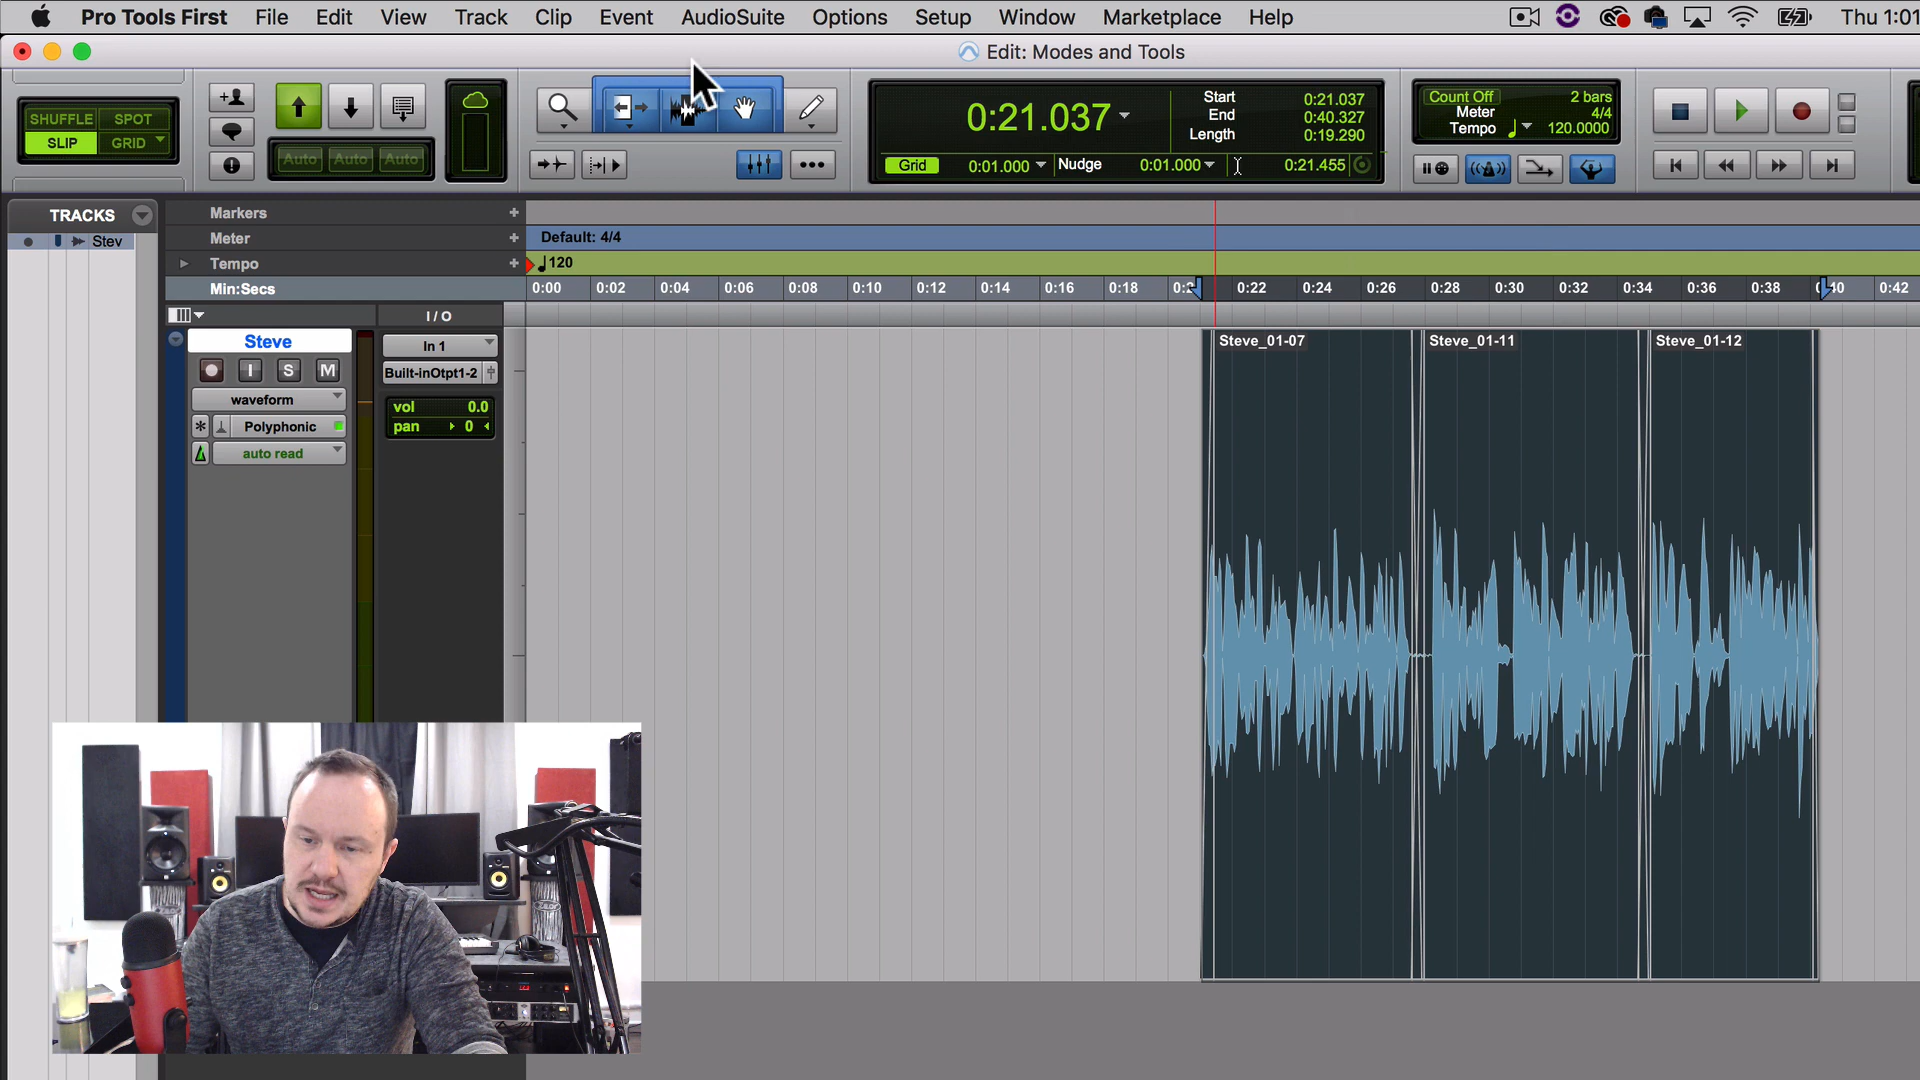 Pro Tools First File Edit View Track Clip Event AudioSuite Options Setup Window Marketplace Help Thu 1:01
Edit: Modes and Tools
SHUFFLE SPOT
SLIP GRID
Auto Auto Auto
0:21.037
Start 0:21.037
End 0:40.327
Length 0:19.290
Grid 0:01.000 Nudge 0:01.000 0:21.455
Count Off 2 bars
Meter 4/4
Tempo 120.0000
TRACKS
Stev
Markers
Meter
Default: 4/4
Tempo
120
Min:Secs
0:00 0:02 0:04 0:06 0:08 0:10 0:12 0:14 0:16 0:18 0:22 0:24 0:26 0:28 0:30 0:32 0:34 0:36 0:38 0:40 0:42
I / O
Steve
I S M
waveform
Polyphonic
auto read
In 1
Built-inOtpt1-2
vol 0.0
pan 0
Steve_01-07
Steve_01-11
Steve_01-12